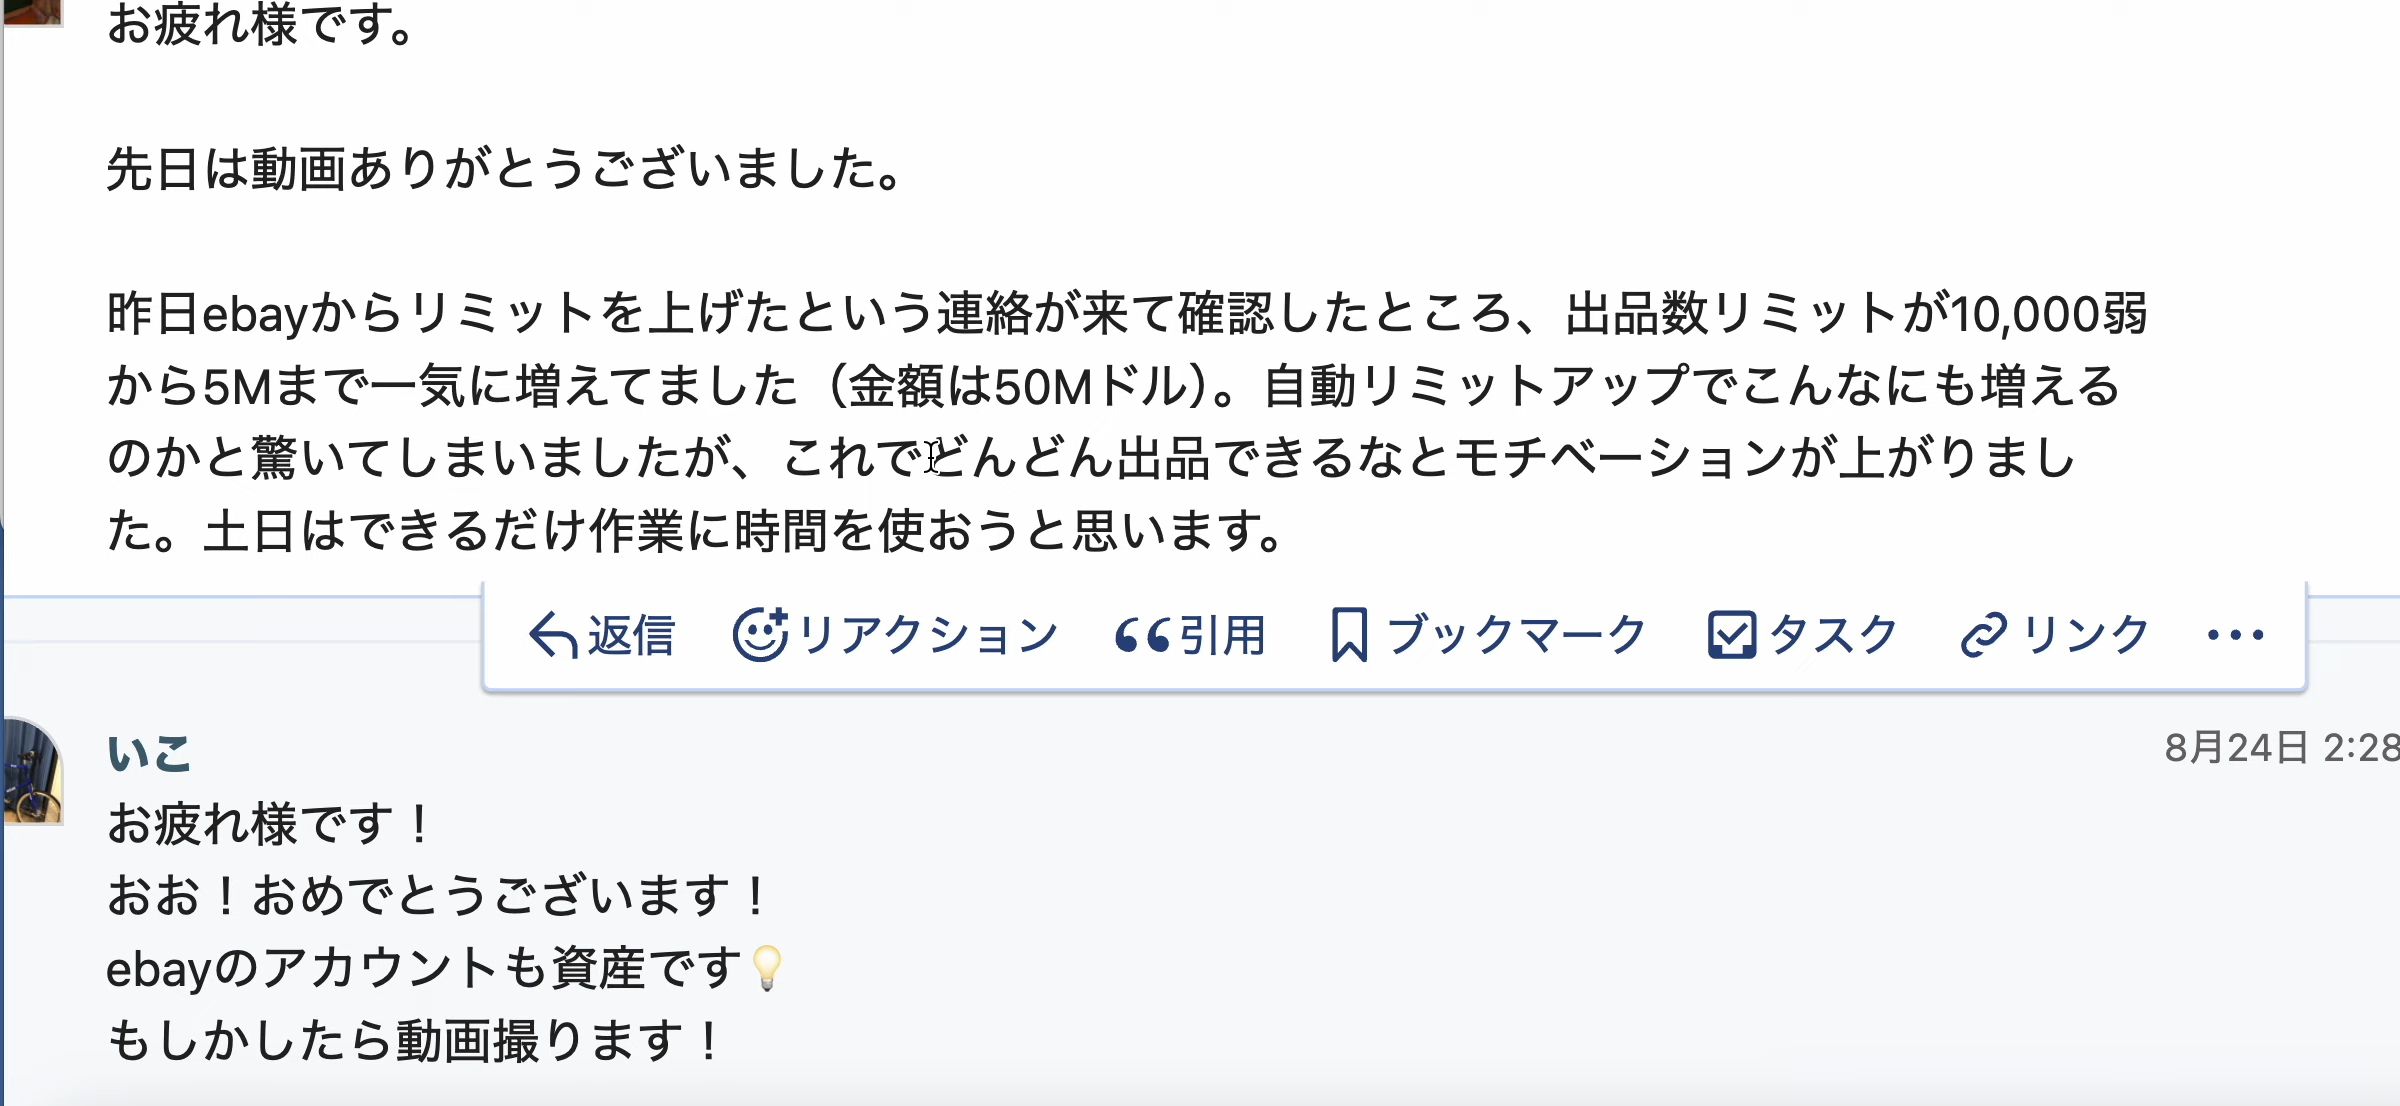 お疲れ様です。
先日は動画ありがとうございました。
昨日ebayからリミットを上げたという連絡が来て確認したところ、出品数リミットが10,000弱
から5Mまで一気に増えてました（金額は50Mドル）。自動リミットアップでこんなにも増える
のかと驚いてしまいましたが、これでどんどん出品できるなとモチベーションが上がりまし
た。土日はできるだけ作業に時間を使おうと思います。
返信 リアクション 引用 ブックマーク タスク リンク
いこ
8月24日 2:28
お疲れ様です！
おお！おめでとうございます！
ebayのアカウントも資産です💡
もしかしたら動画撮ります！